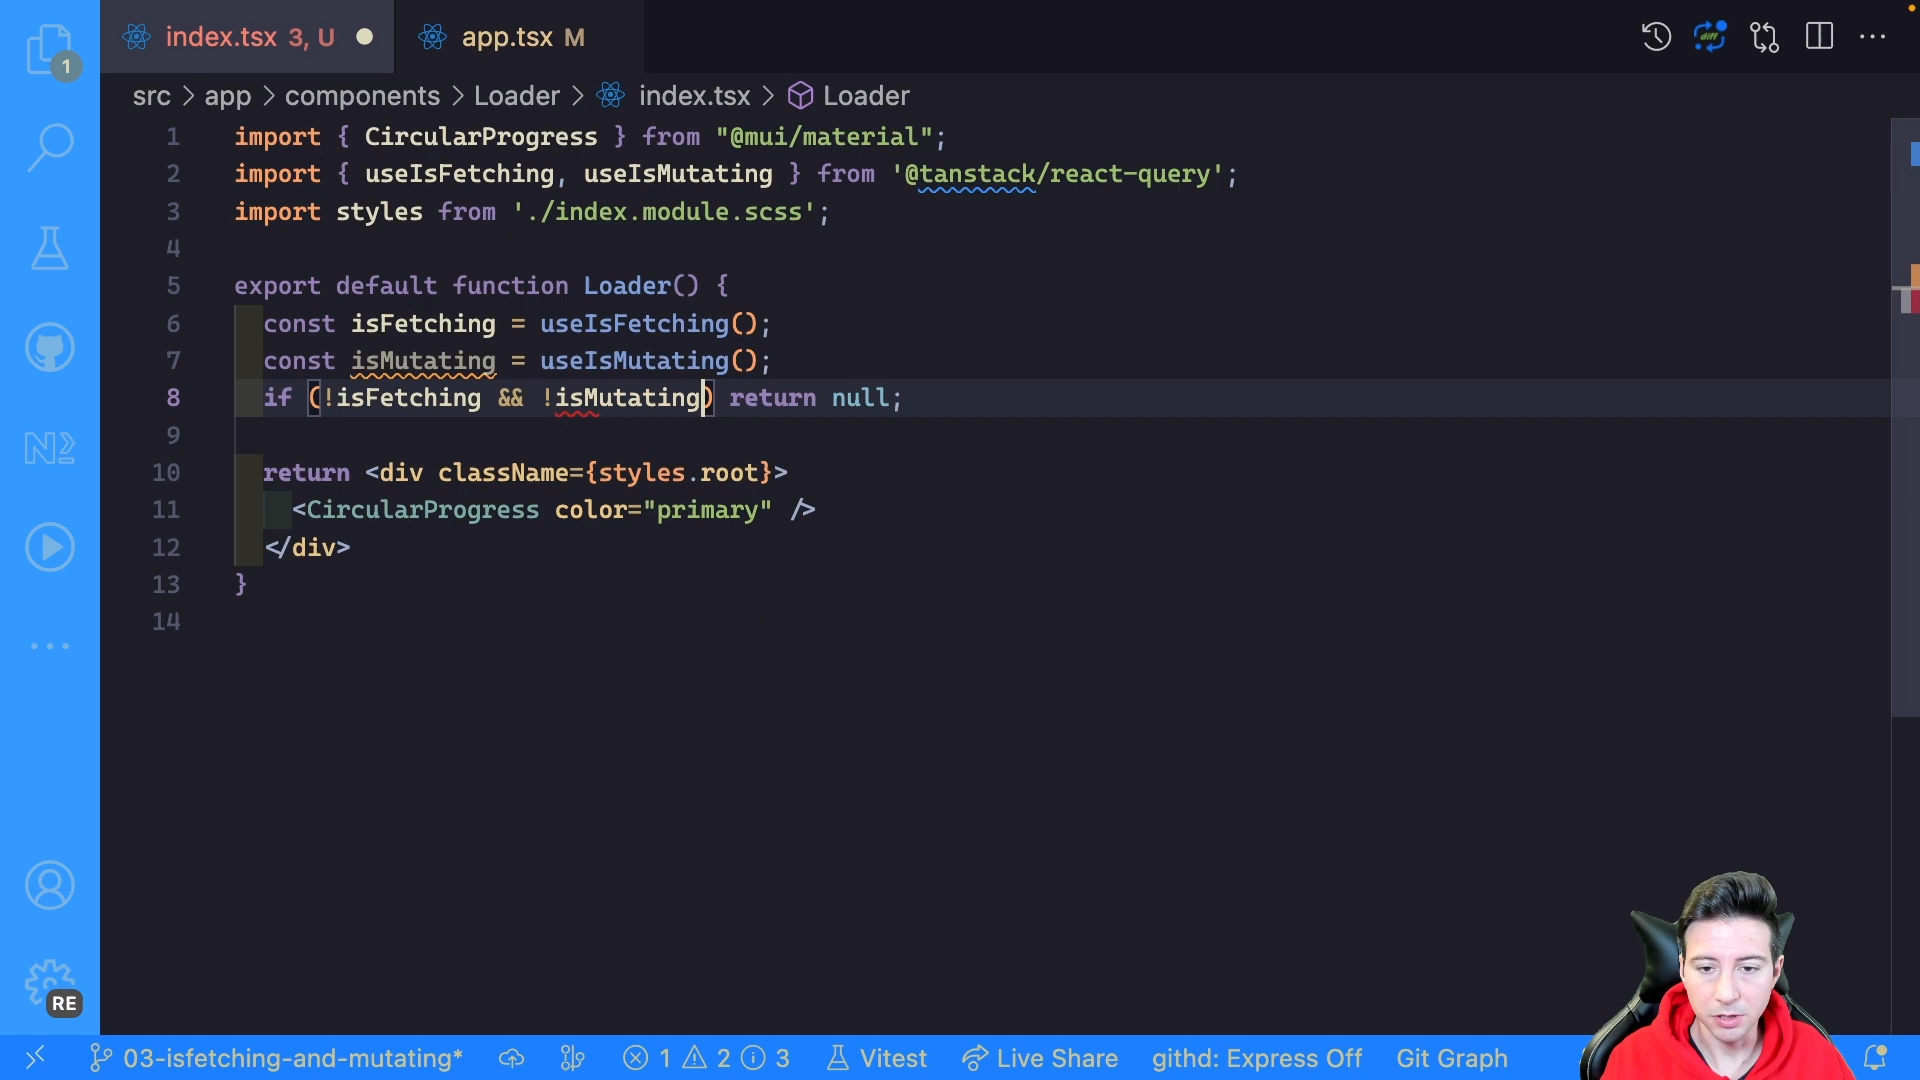 index.tsx 3, U
app.tsx M
diff
1
src > app > components > Loader > index.tsx > Loader
1 import { CircularProgress } from "@mui/material";
2 import { useIsFetching, useIsMutating } from '@tanstack/react-query';
3 import styles from './index.module.scss';
4
5 export default function Loader() {
6 const isFetching = useIsFetching();
7 const isMutating = useIsMutating();
8 if (!isFetching && !isMutating) return null;
9
10 return <div className={styles.root}>
11 <CircularProgress color="primary" />
12 </div>
13 }
14
N
RE
03-isfetching-and-mutating* 1 2 3 Vitest Live Share githd: Express Off Git Graph